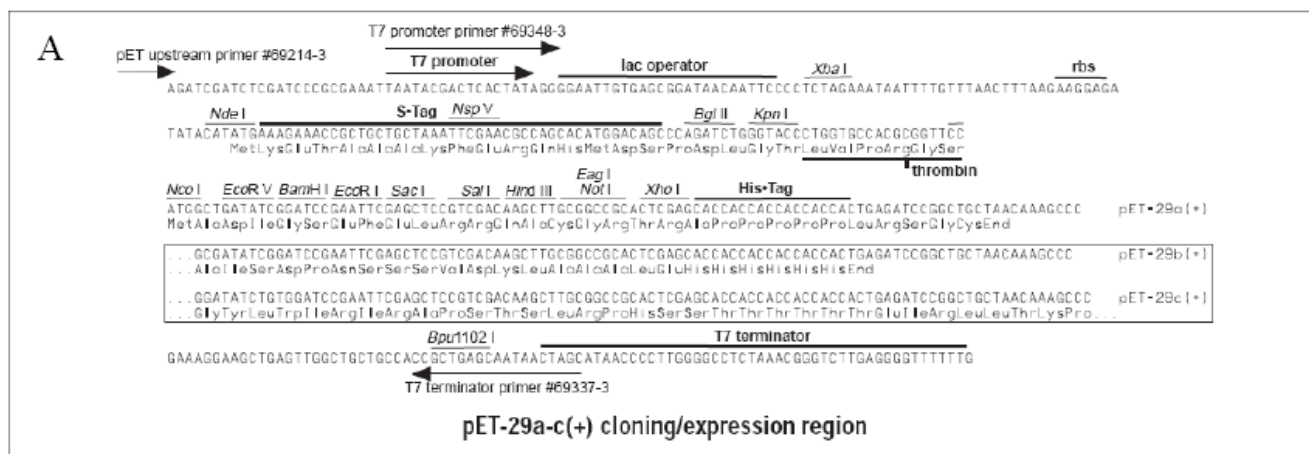 A
T7 promoter primer #69348-3
pET upstream primer #69214-3
T7 promoter
lac operator
Xba I
rbs
AGATCGATCTCGATCCCGCGAAATTAATACGACTCACTATAGGGGAATTGTGAGCGGATAACAATTCCCCTCTAGAAATAATTTTGTTTAACTTTAAGAAGGAGA
Nde I S-Tag Nsp V Bgl II Kpn I
TATACATATGAAAGAAACCGCTGCTGCTAAATTCGAACGCCAGCACATGGACAGCCCAGATCTGGGTACCCTGGTGCCACGCGGTTCC
MetLysGluThrAlaAlaAlaLysPheGluArgGlnHisMetAspSerProAspLeuGlyThrLeuValProArgGlySer
thrombin
Eag I
Nco I EcoR V BamH I EcoR I Sac I Sal I Hind III Not I Xho I His•Tag
ATGGCTGATATCGGATCCGAATTCGAGCTCCGTCGACAAGCTTGCGGCCGCACTCGAGCACCACCACCACCACCACTGAGATCCGGCTGCTAACAAAGCCC pET-29a(+)
MetAlaAspIleGlySerGluPheGluLeuArgArgGlnAlaCysGlyArgThrArgAlaProProProProProLeuArgSerGlyCysEnd
...GCGATATCGGATCCGAATTCGAGCTCCGTCGACAAGCTTGCGGCCGCACTCGAGCACCACCACCACCACCACTGAGATCCGGCTGCTAACAAAGCCC pET-29b(+)
...AlaIleSerAspProAsnSerSerSerValAspLysLeuAlaAlaAlaLeuGluHisHisHisHisHisHisEnd
...GGATATCTGTGGATCCGAATTCGAGCTCCGTCGACAAGCTTGCGGCCGCACTCGAGCACCACCACCACCACCACTGAGATCCGGCTGCTAACAAAGCCC pET-29c(+)
...GlyTyrLeuTrpIleArgIleArgAlaProSerThrSerLeuArgProHisSerSerThrThrThrThrThrThrGluIleArgLeuLeuThrLysPro...
Bpu1102 I T7 terminator
GAAAGGAAGCTGAGTTGGCTGCTGCCACCGCTGAGCAATAACTAGCATAACCCCTTGGGGCCTCTAAACGGGTCTTGAGGGGTTTTTTG
T7 terminator primer #69337-3
pET-29a-c(+) cloning/expression region